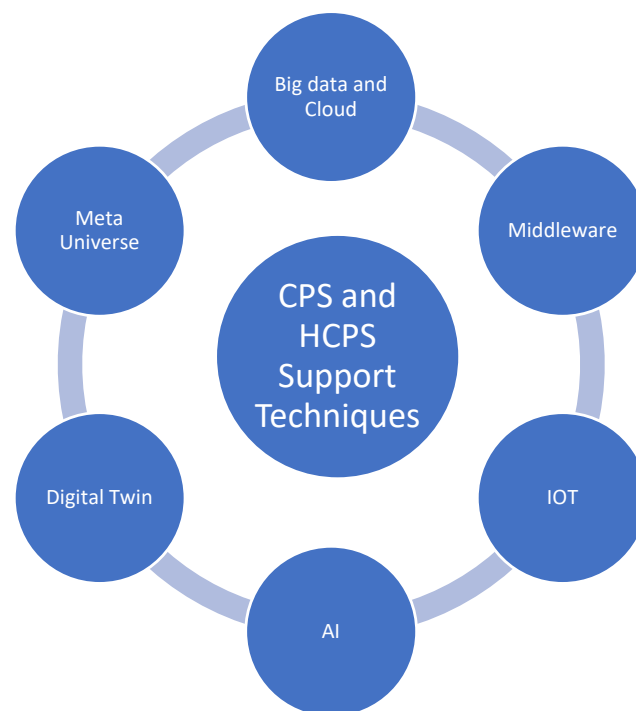 Big data and
Cloud
Meta
Universe
Middleware
CPS and
HCPS
Support
Techniques
Digital Twin
IOT
AI